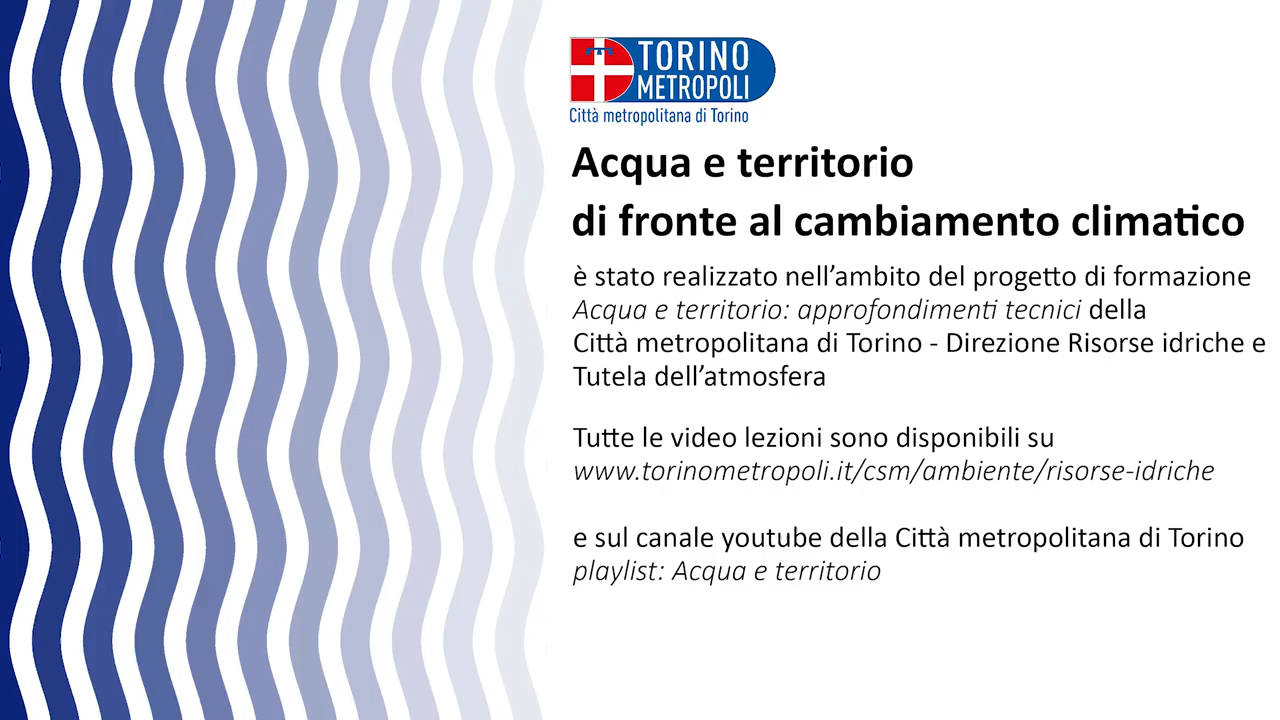 TORINO
METROPOLI
Città metropolitana di Torino
Acqua e territorio
di fronte al cambiamento climatico
è stato realizzato nell’ambito del progetto di formazione
Acqua e territorio: approfondimenti tecnici della
Città metropolitana di Torino - Direzione Risorse idriche e
Tutela dell’atmosfera
Tutte le video lezioni sono disponibili su
www.torinometropoli.it/csm/ambiente/risorse-idriche
e sul canale youtube della Città metropolitana di Torino
playlist: Acqua e territorio